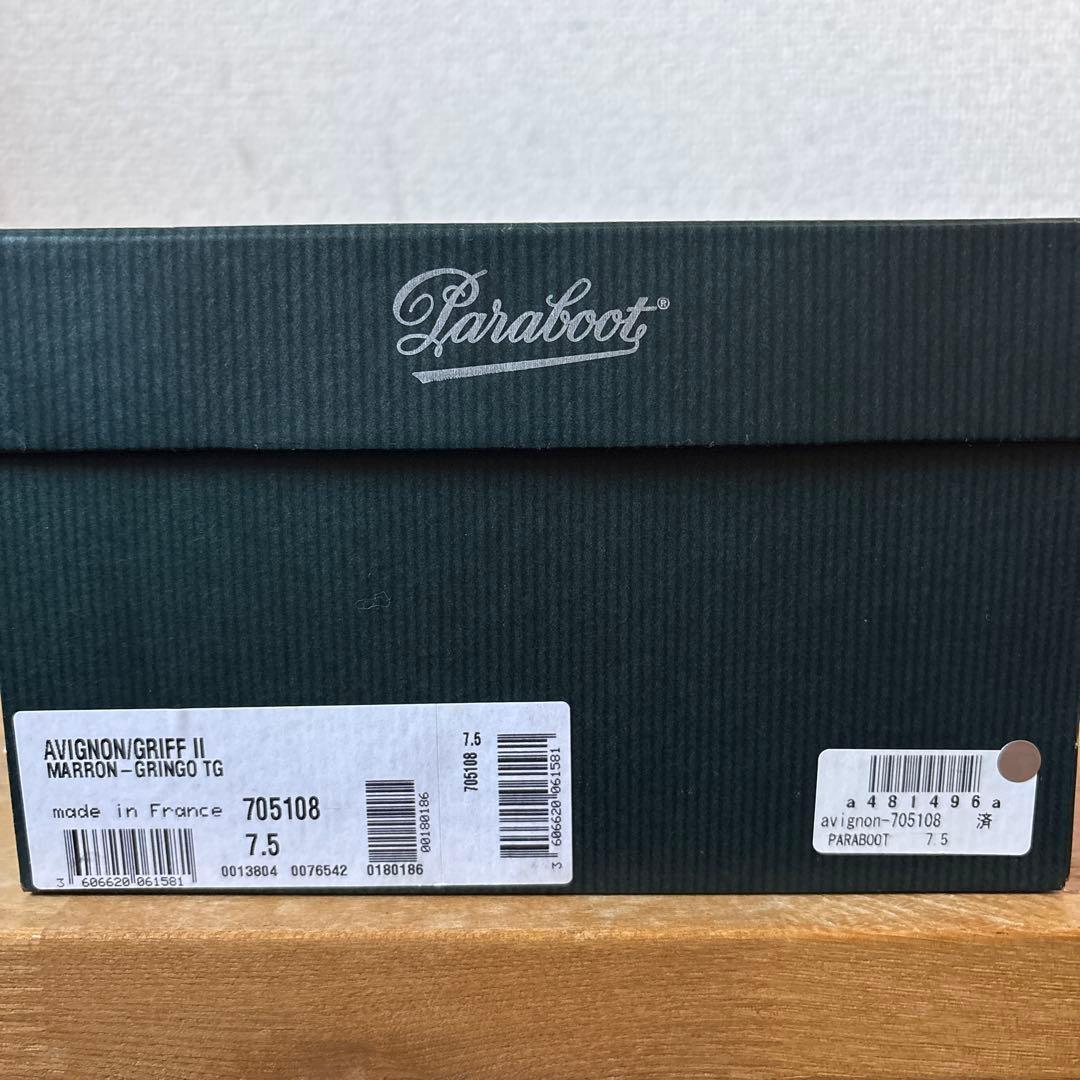 Paraboot®
AVIGNON/GRIFF II
MARRON-GRINGO TG
made in France 705108
7.5
3 606620 061581
0013804 0076542 0180186
00180186
705108 7.5
3 606620 061581
a481496a
avignon-705108 済
PARABOOT 7.5